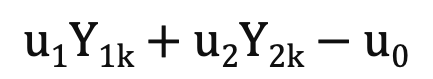 u₁Y₁ₖ + u₂Y₂ₖ − u₀